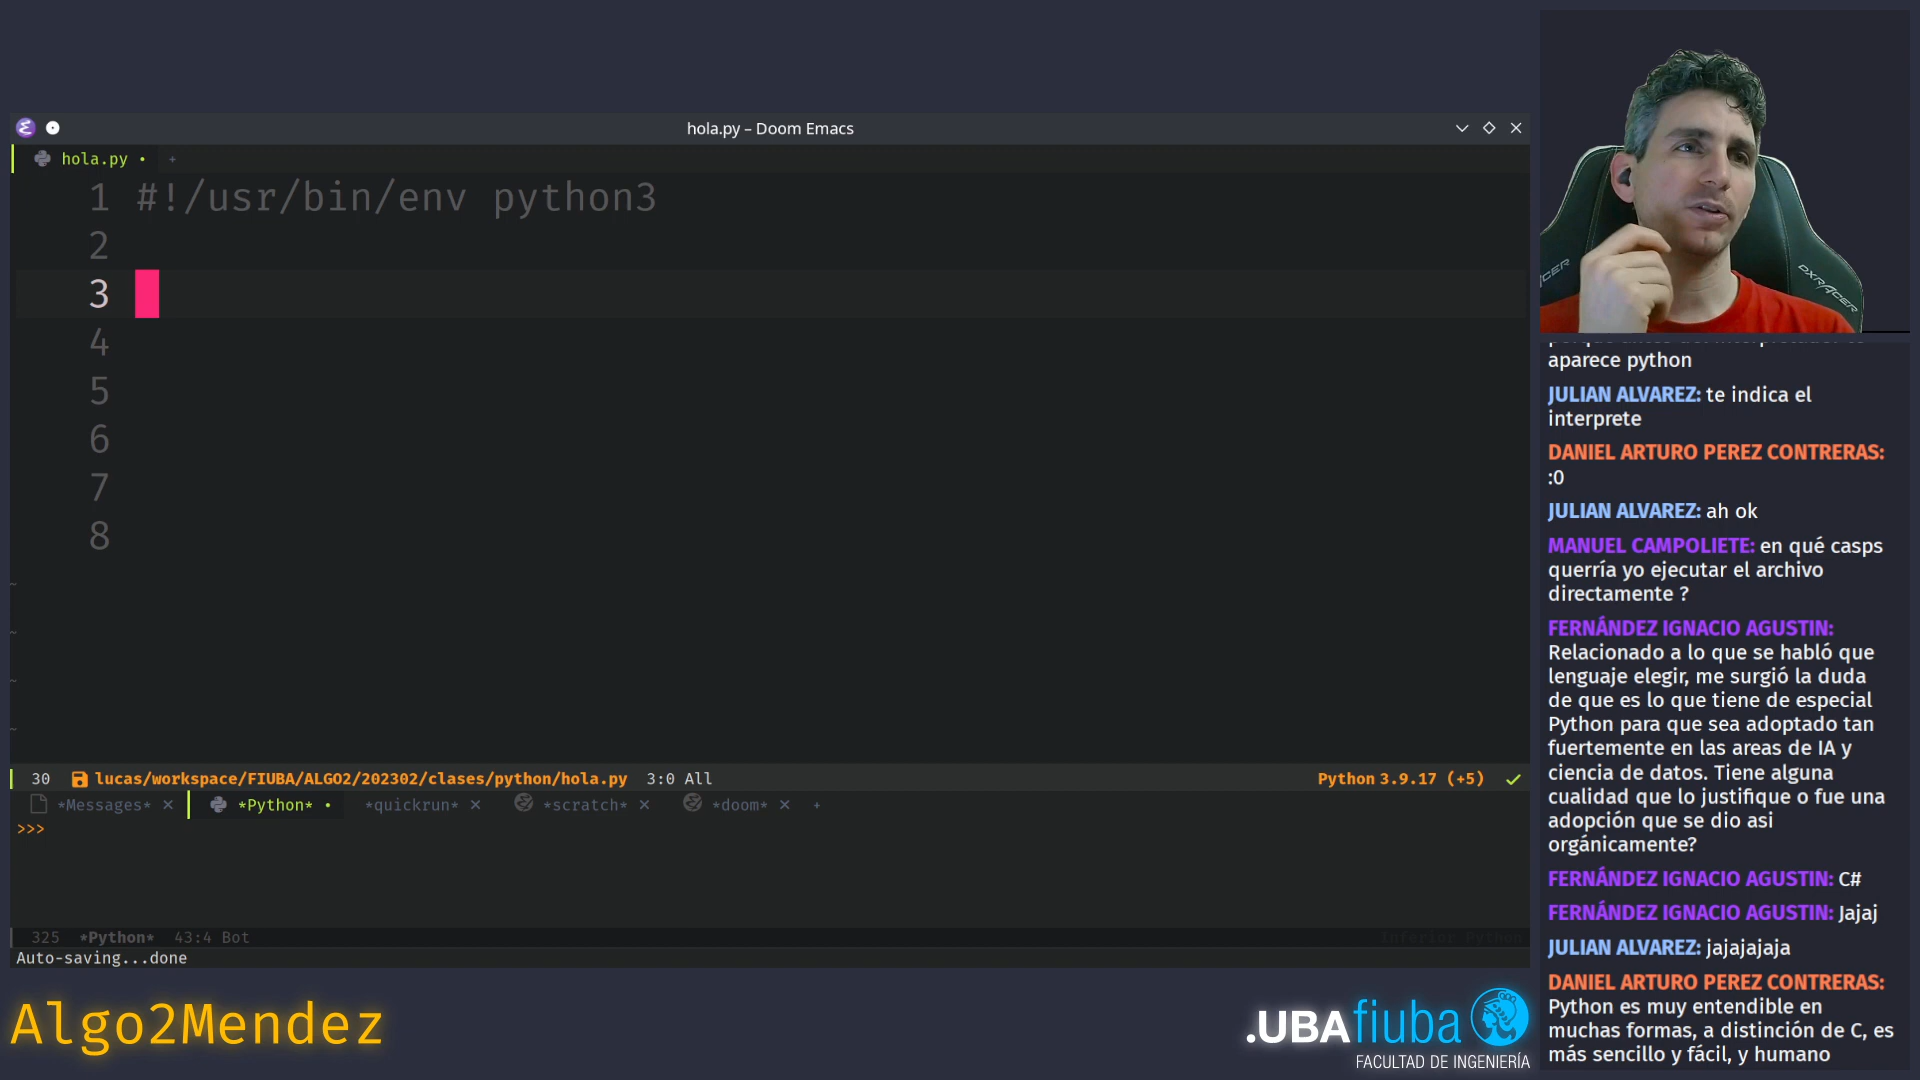 hola.py – Doom Emacs
hola.py • +
1 #!/usr/bin/env python3
2
3
4
5
6
7
8
~
~
~
~
30 lucas/workspace/FIUBA/ALGO2/202302/clases/python/hola.py 3:0 All Python 3.9.17 (+5)
*Messages* × *Python* • *quickrun* × *scratch* × *doom* × +
>>>
325 *Python* 43:4 Bot Inferior Python
Auto-saving...done
Algo2Mendez
.UBAfiuba
FACULTAD DE INGENIERÍA
DXRACER
aparece python
JULIAN ALVAREZ: te indica el
interprete
DANIEL ARTURO PEREZ CONTRERAS:
:0
JULIAN ALVAREZ: ah ok
MANUEL CAMPOLIETE: en qué casps
querría yo ejecutar el archivo
directamente ?
FERNÁNDEZ IGNACIO AGUSTIN:
Relacionado a lo que se habló que
lenguaje elegir, me surgió la duda
de que es lo que tiene de especial
Python para que sea adoptado tan
fuertemente en las areas de IA y
ciencia de datos. Tiene alguna
cualidad que lo justifique o fue una
adopción que se dio asi
orgánicamente?
FERNÁNDEZ IGNACIO AGUSTIN: C#
FERNÁNDEZ IGNACIO AGUSTIN: Jajaj
JULIAN ALVAREZ: jajajajaja
DANIEL ARTURO PEREZ CONTRERAS:
Python es muy entendible en
muchas formas, a distinción de C, es
más sencillo y fácil, y humano